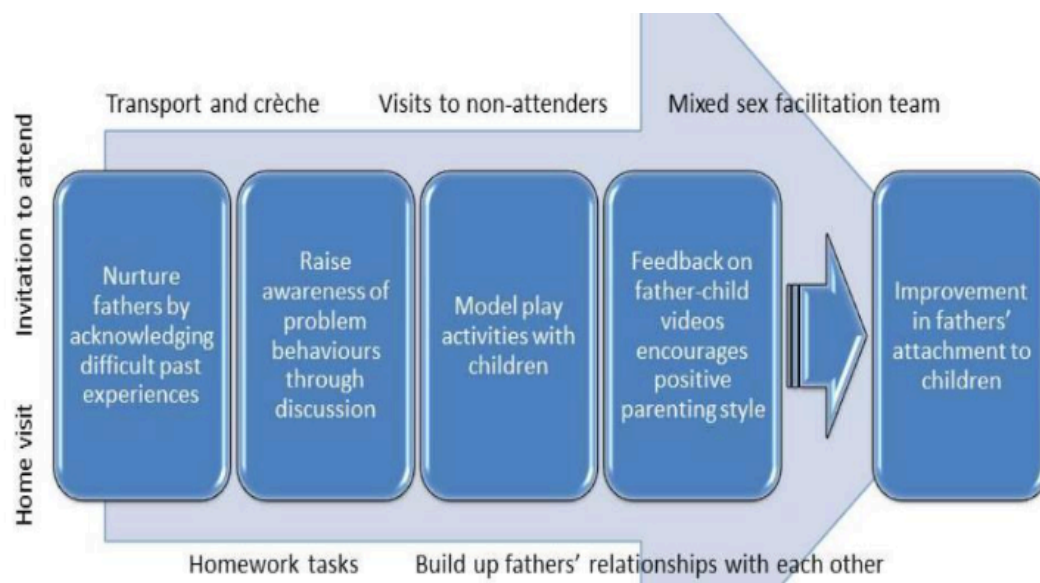 Transport and crèche
Visits to non-attenders
Mixed sex facilitation team
Invitation to attend
Home visit
Nurture
fathers by
acknowledging
difficult past
experiences
Raise
awareness of
problem
behaviours
through
discussion
Model play
activities with
children
Feedback on
father-child
videos
encourages
positive
parenting style
Improvement
in fathers'
attachment to
children
Homework tasks
Build up fathers' relationships with each other